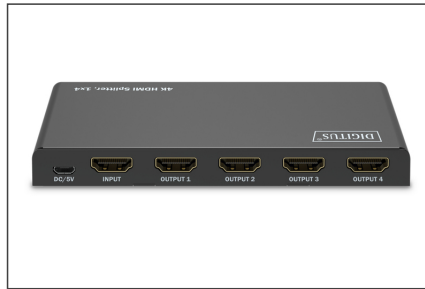 4K HDMI Splitter, 1x4
DIGITUS®
DC/5V INPUT OUTPUT 1 OUTPUT 2 OUTPUT 3 OUTPUT 4